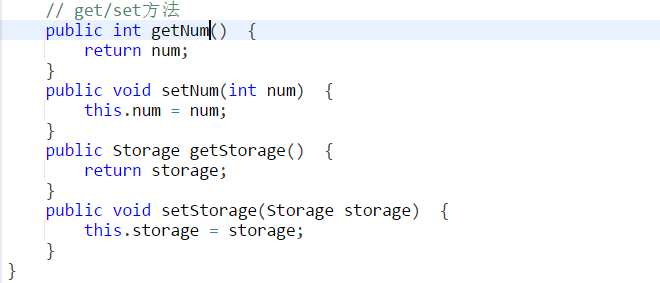 // get/set方法
public int getNum()  {
return num;
}
public void setNum(int num)  {
this.num = num;
}
public Storage getStorage()  {
return storage;
}
public void setStorage(Storage storage)  {
this.storage = storage;
}
}